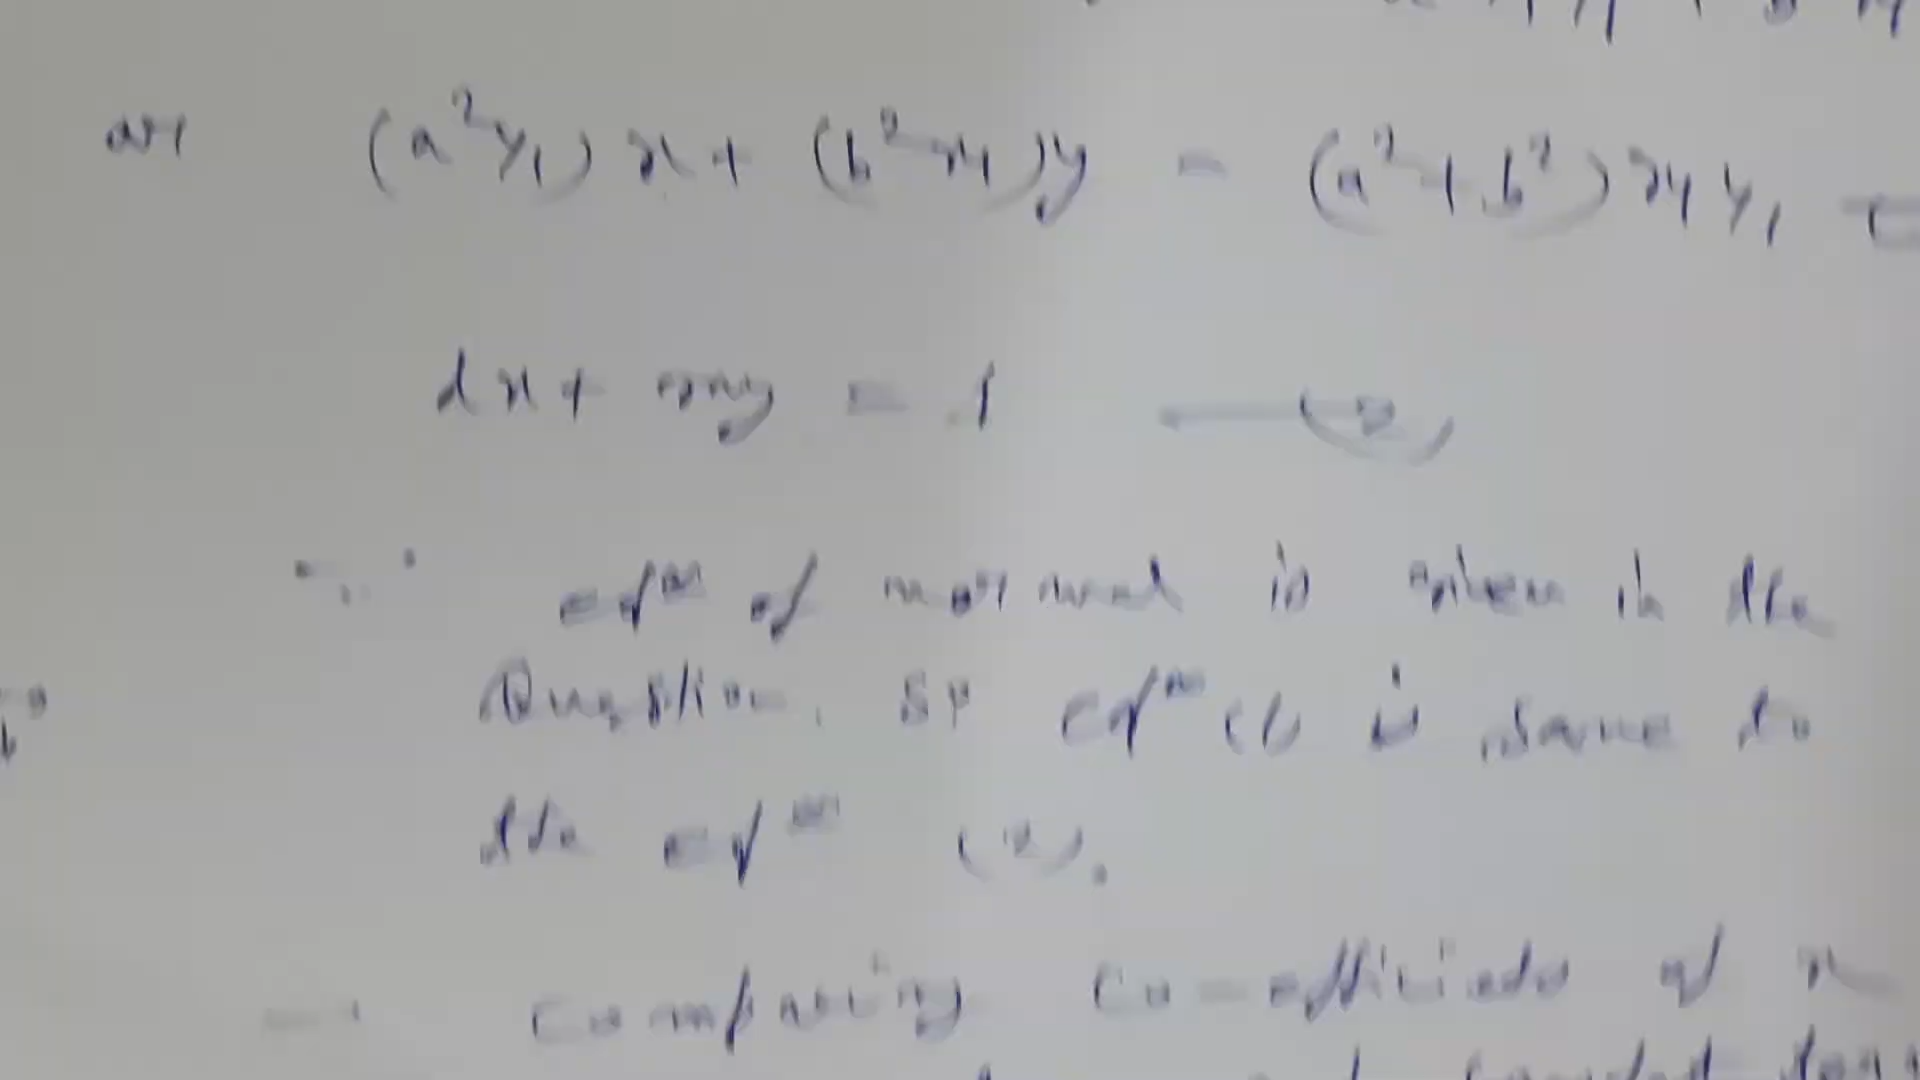 or (a²y₁)x + (b²x₁)y = (a² + b²)x₁y₁ —
lx + my = 1 —(2)
∵ eqⁿ of normal is given in the
Question. So eqⁿ (1) is same to
the eqⁿ (2).
Comparing Co-efficients of x